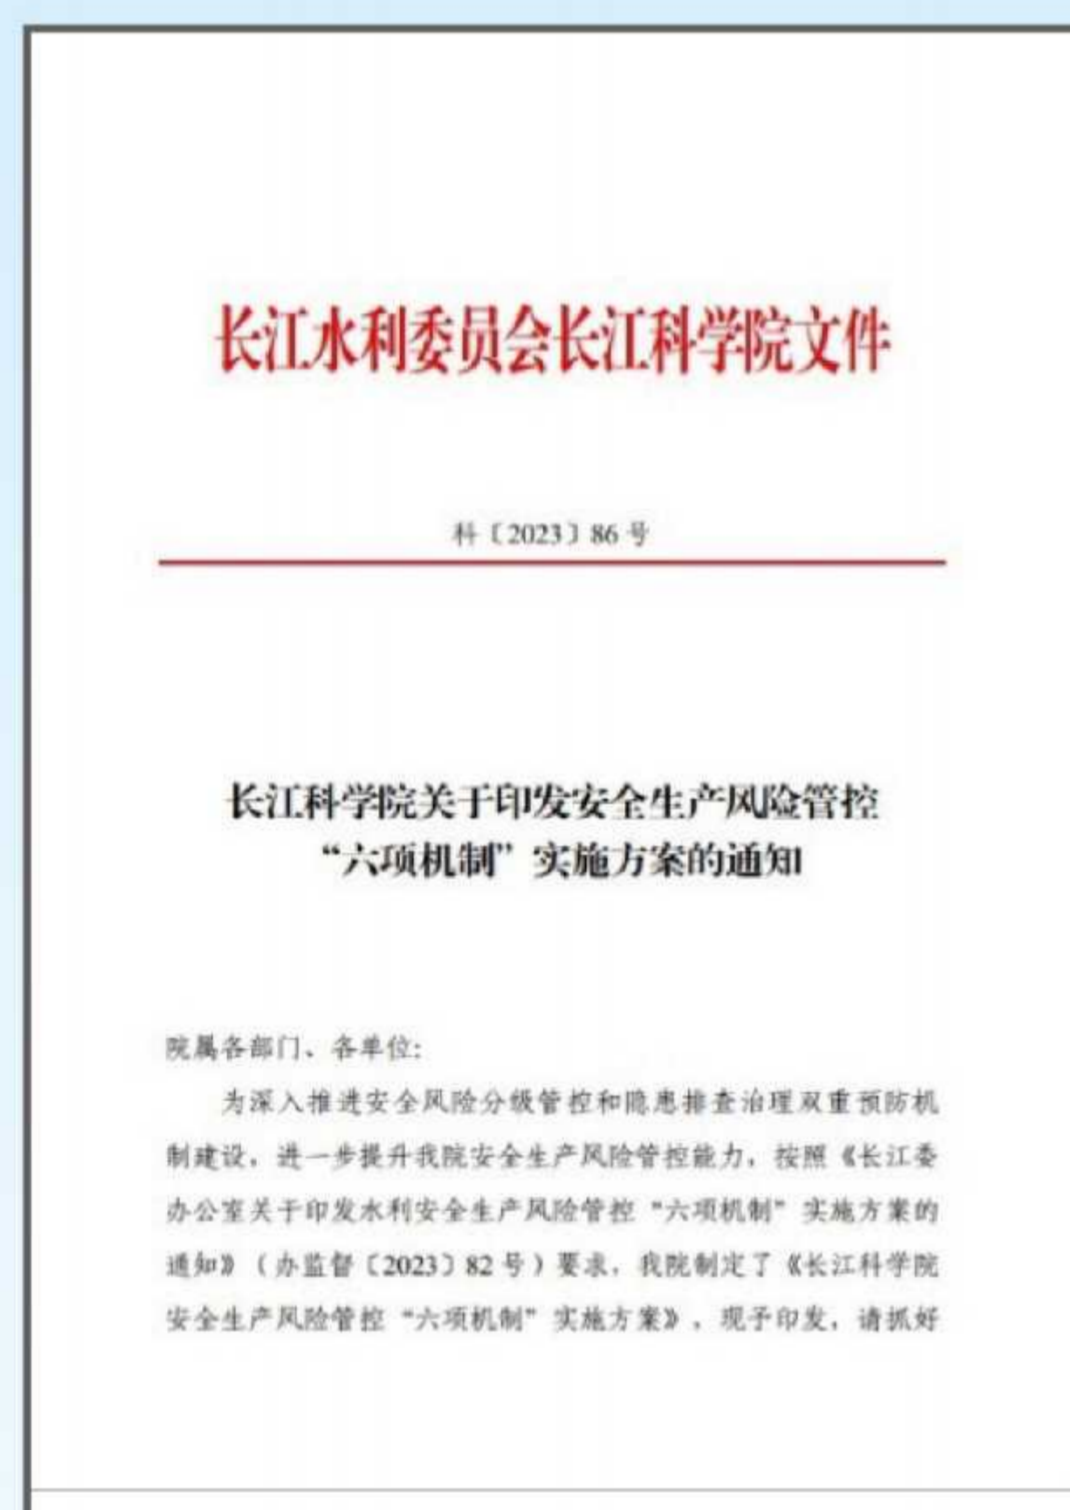 长江水利委员会长江科学院文件
科〔2023〕86 号
长江科学院关于印发安全生产风险管控
“六项机制”实施方案的通知
院属各部门、各单位:
为深入推进安全风险分级管控和隐患排查治理双重预防机
制建设，进一步提升我院安全生产风险管控能力，按照《长江委
办公室关于印发水利安全生产风险管控“六项机制”实施方案的
通知》（办监督〔2023〕82 号）要求，我院制定了《长江科学院
安全生产风险管控“六项机制”实施方案》，现予印发，请抓好